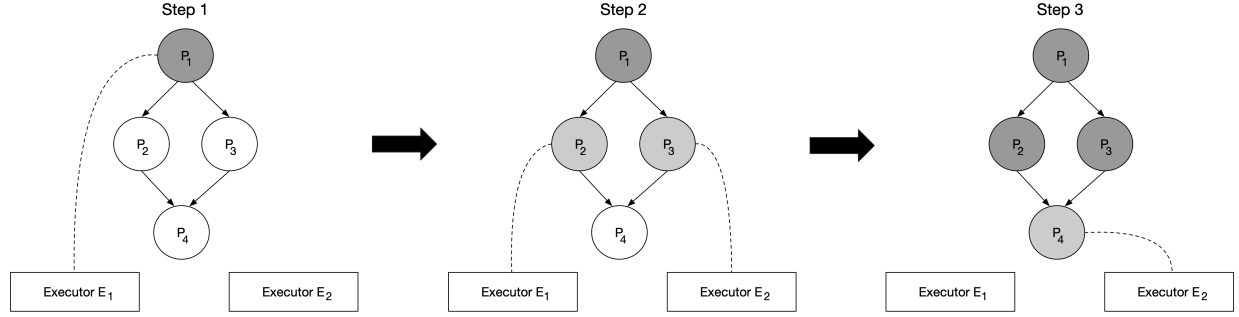 Step 1
P1
P2
P3
P4
Executor E1
Executor E2
Step 2
P1
P2
P3
P4
Executor E1
Executor E2
Step 3
P1
P2
P3
P4
Executor E1
Executor E2